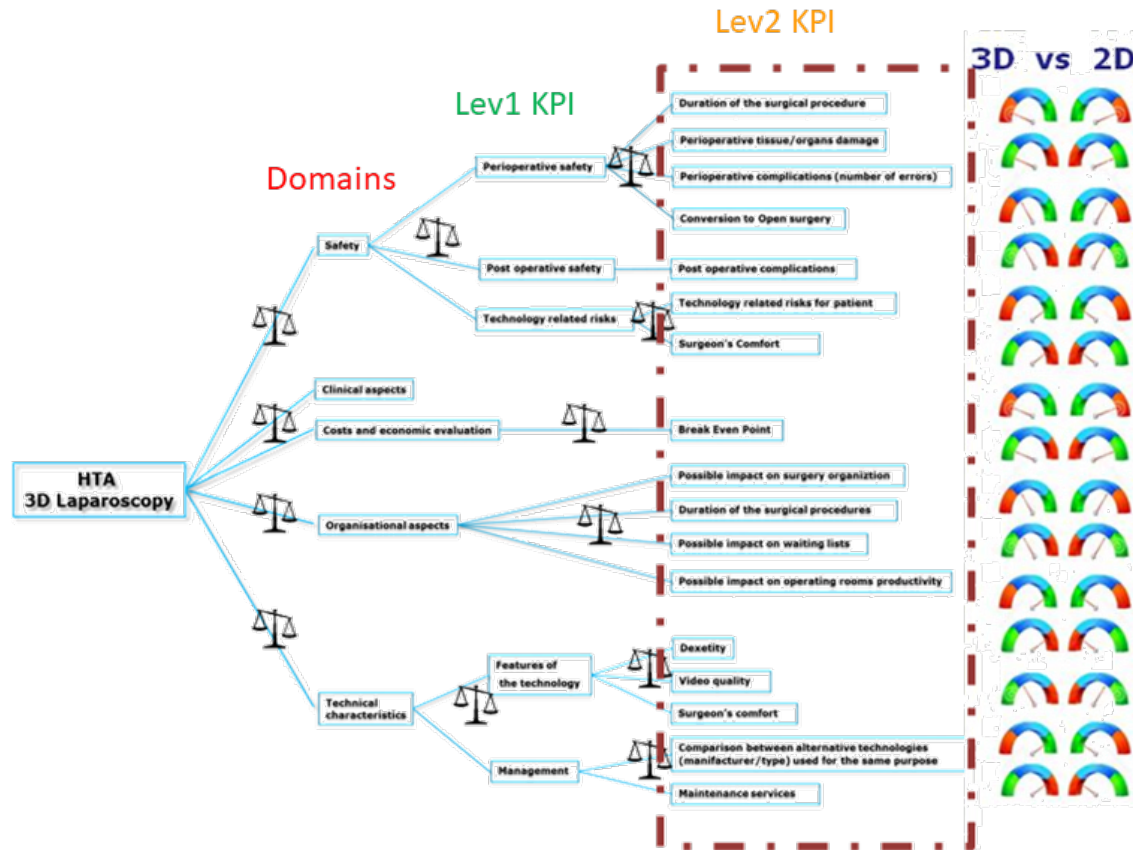 Lev2 KPI
3D vs 2D
Lev1 KPI
Domains
Duration of the surgical procedure
Perioperative tissue/organs damage
Perioperative safety
Perioperative complications (number of errors)
Conversion to Open surgery
Safety
Post operative safety
Post operative complications
Technology related risks
Technology related risks for patient
Surgeon's Comfort
Clinical aspects
Costs and economic evaluation
Break Even Point
HTA
3D Laparoscopy
Organisational aspects
Possible impact on surgery organiztion
Duration of the surgical procedures
Possible impact on waiting lists
Possible impact on operating rooms productivity
Technical
characteristics
Features of
the technology
Dexetity
Video quality
Surgeon's comfort
Management
Comparison between alternative technologies
(manifacturer/type) used for the same purpose
Maintenance services